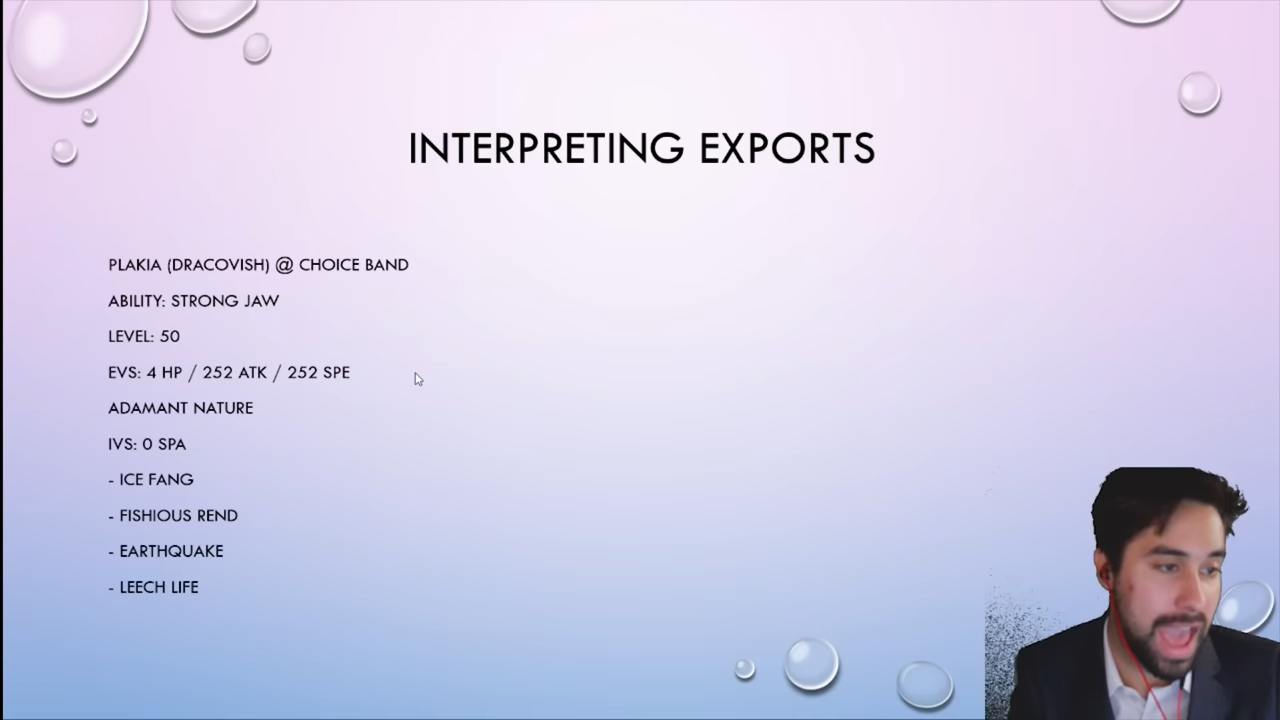 INTERPRETING EXPORTS
PLAKIA (DRACOVISH) @ CHOICE BAND
ABILITY: STRONG JAW
LEVEL: 50
EVS: 4 HP / 252 ATK / 252 SPE
ADAMANT NATURE
IVS: 0 SPA
- ICE FANG
- FISHIOUS REND
- EARTHQUAKE
- LEECH LIFE